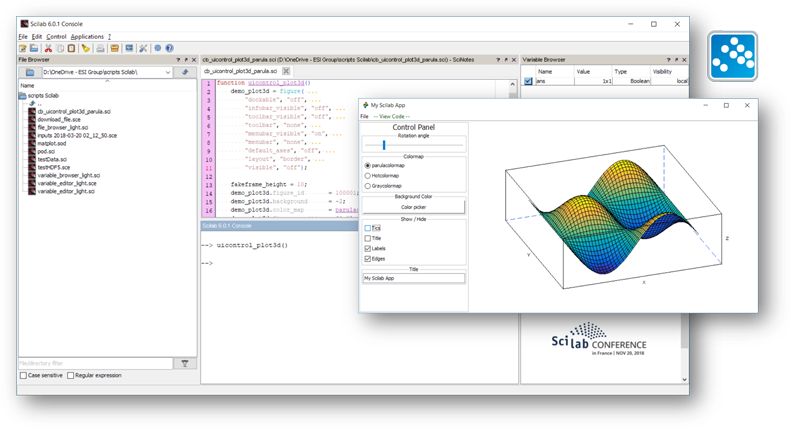 Scilab 6.0.1 Console
File Edit Control Applications ?
File Browser
D:\OneDrive - ESI Group\scripts Scilab\
Name
scripts Scilab
..
cb_uicontrol_plot3d_parula.sci
download_file.sce
file_browser_light.sci
inputs 2018-03-20 02_12_50.sce
matplot.sod
pod.sci
testData.sci
testHDF5.sce
variable_browser_light.sci
variable_editor_light.sce
variable_editor_light.sci
File/directory filter
Case sensitive
Regular expression
cb_uicontrol_plot3d_parula.sci (D:\OneDrive - ESI Group\scripts Scilab\cb_uicontrol_plot3d_parula.sci) - SciNotes
cb_uicontrol_plot3d_parula.sci
1 function uicontrol_plot3d()
2 demo_plot3d = figure( ...
3 "dockable", "off", ...
4 "infobar_visible", "off", ...
5 "toolbar_visible", "off", ...
6 "toolbar", "none", ...
7 "menubar_visible", "on", ...
8 "menubar", "none", ...
9 "default_axes", "off", ...
10 "layout", "border", ...
11 "visible", "off");
12
13 fakeframe_height = 10;
14 demo_plot3d.figure_id = 100001;
15 demo_plot3d.background = -2;
16 demo_plot3d.color_map = parulac
Scilab 6.0.1 Console
--> uicontrol_plot3d()
-->
Variable Browser
Name Value Type Visibility
ans 1x1 Boolean local
My Scilab App
File -- View Code --
Control Panel
Rotation angle
Colormap
parulacolormap
Hotcolormap
Graycolormap
Background Color
Color picker
Show / Hide
Tics
Title
Labels
Edges
Title
My Scilab App
X
Y
Z
Scilab CONFERENCE
in France | NOV 20, 2018